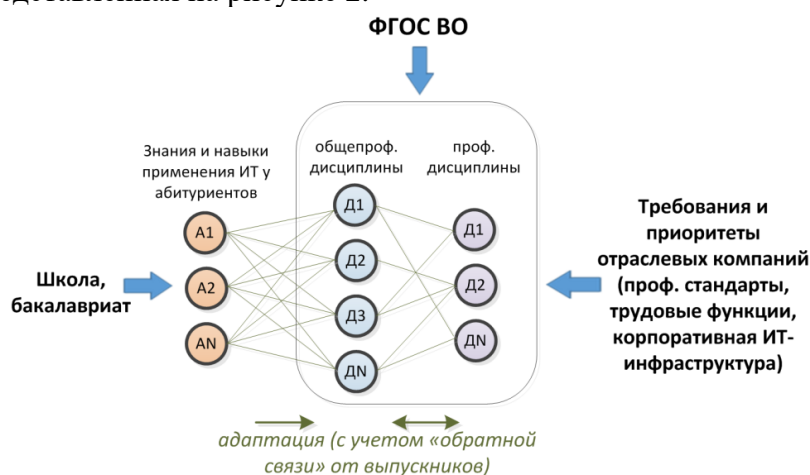 ФГОС ВО
Знания и навыки
применения ИТ у
абитуриентов
общепроф.
дисциплины
проф.
дисциплины
А1
А2
АN
Д1
Д2
Д3
ДN
Д1
Д2
ДN
Школа,
бакалавриат
Требования и
приоритеты
отраслевых компаний
(проф. стандарты,
трудовые функции,
корпоративная ИТ-
инфраструктура)
адаптация (с учетом «обратной
связи» от выпускников)